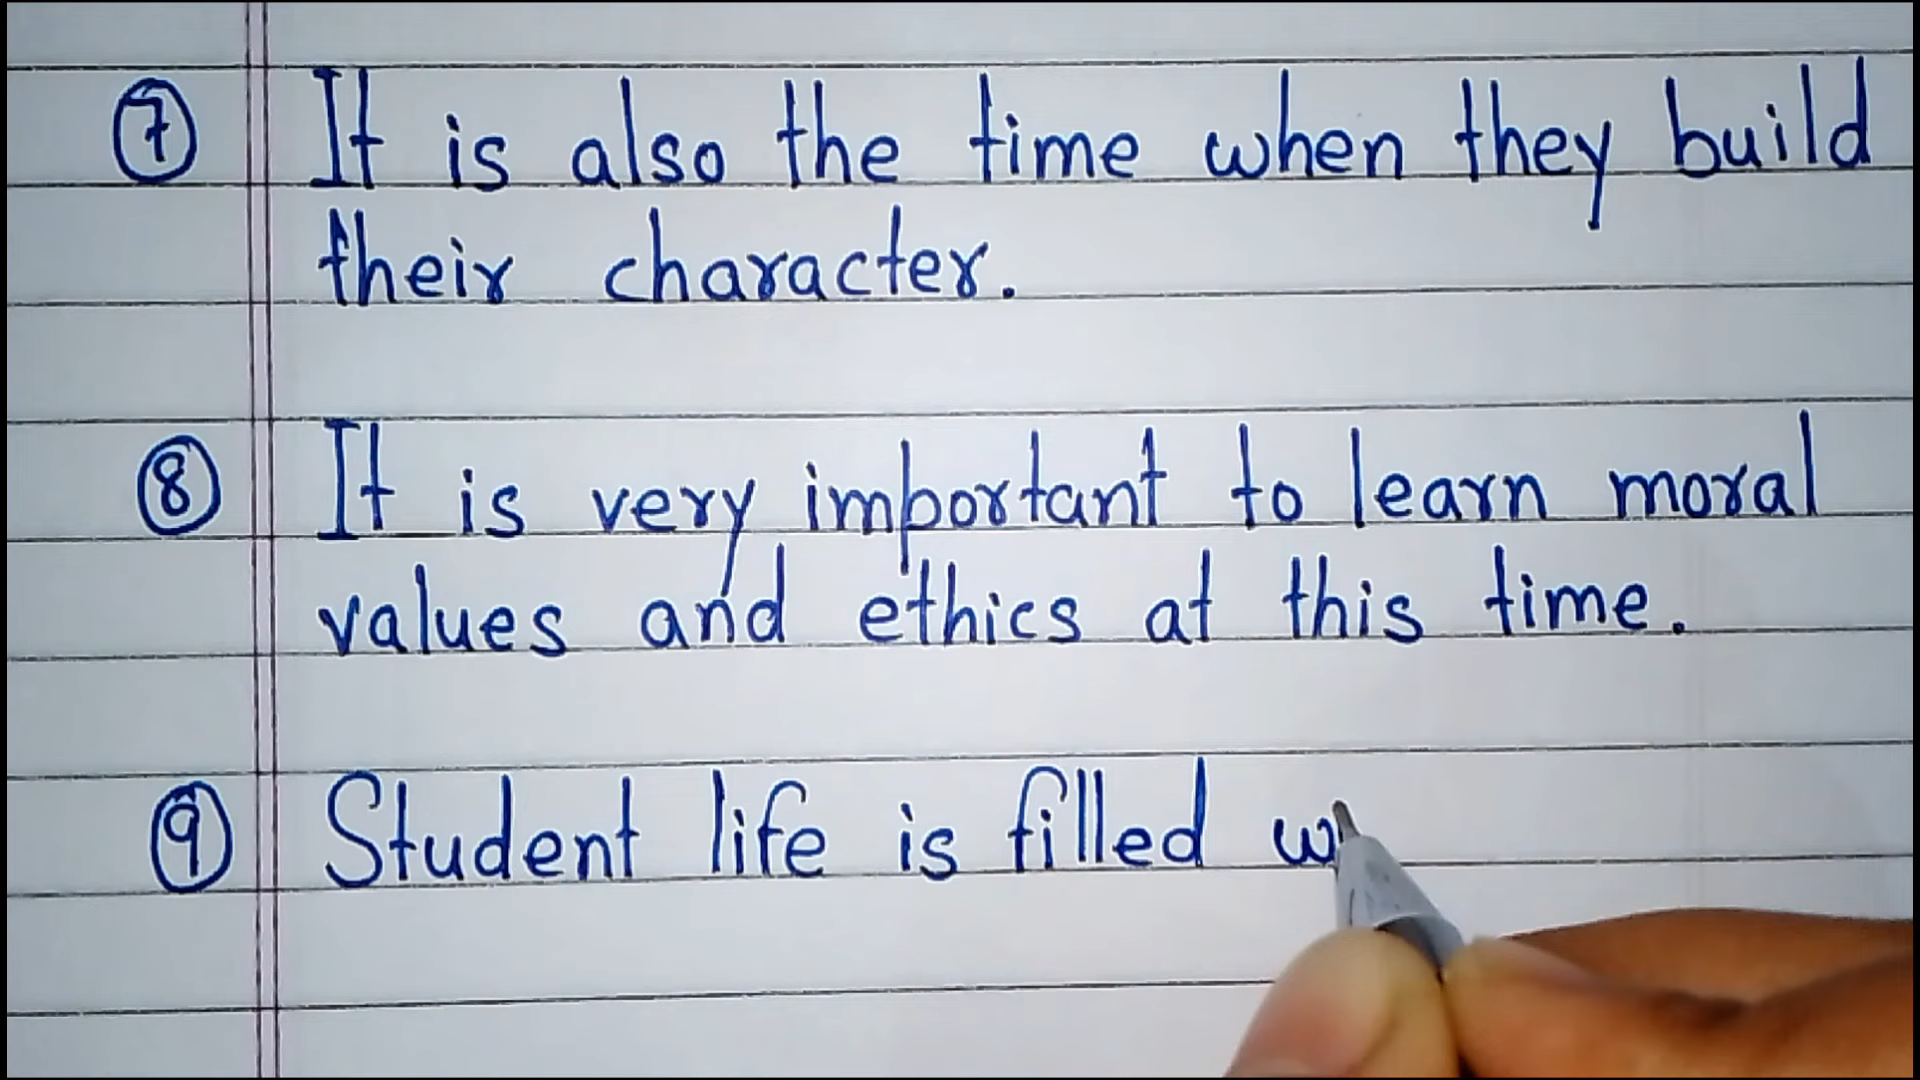 ⑦ It is also the time when they build
their character.
⑧ It is very important to learn moral
values and ethics at this time.
⑨ Student life is filled w